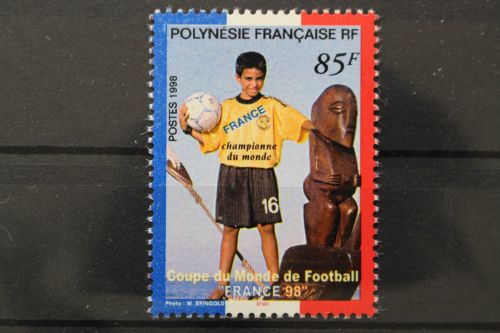 POLYNÉSIE FRANÇAISE RF
85F
POSTES 1998
FRANCE
championne
du monde
16
Coupe du Monde de Football
"FRANCE 98"
Photo : W. BRINGOLD
ITVF